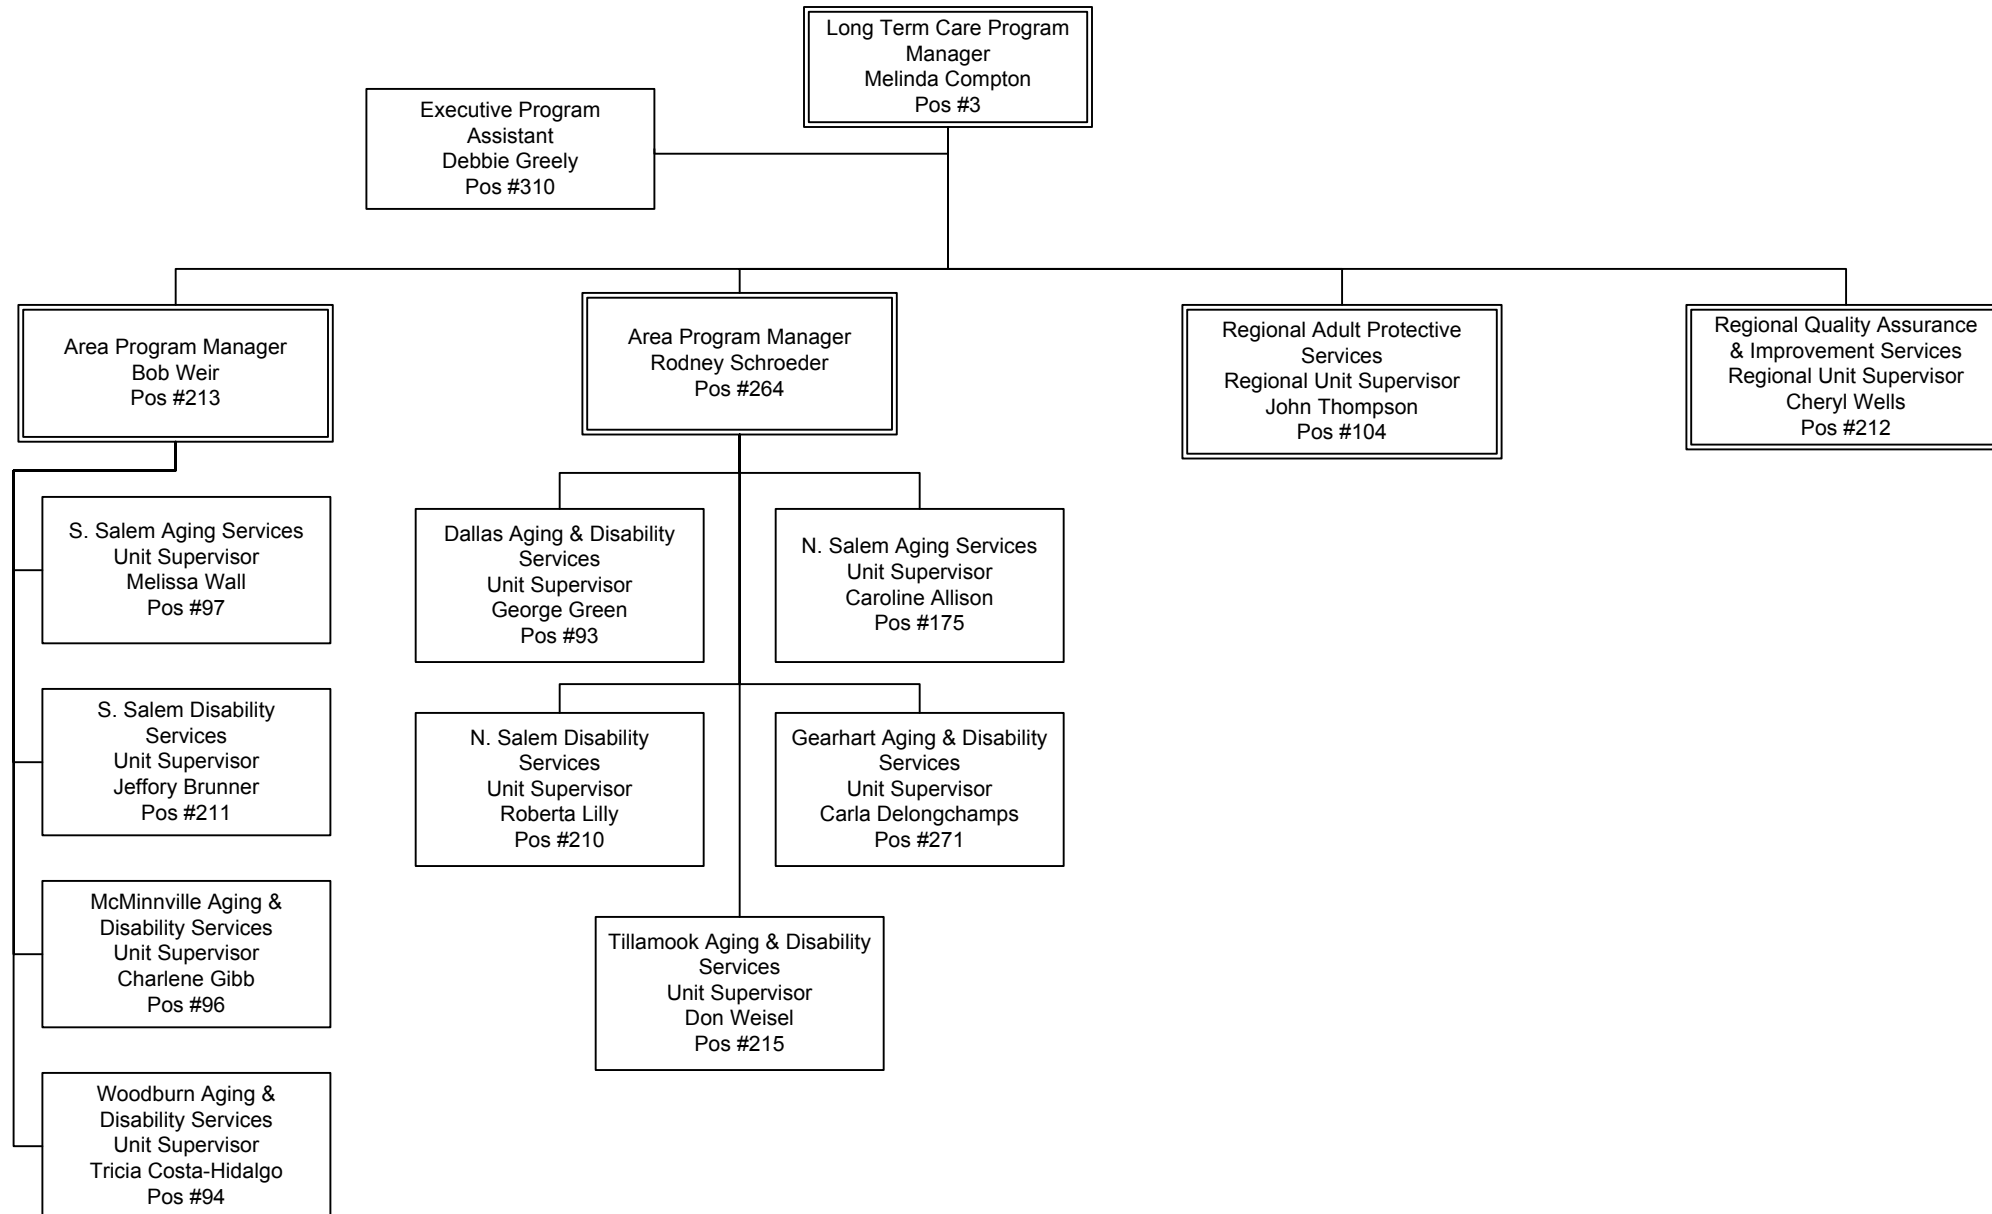 Long Term Care Program
Manager
Melinda Compton
Pos #3
Executive Program
Assistant
Debbie Greely
Pos #310
Area Program Manager
Bob Weir
Pos #213
Area Program Manager
Rodney Schroeder
Pos #264
Regional Adult Protective
Services
Regional Unit Supervisor
John Thompson
Pos #104
Regional Quality Assurance
& Improvement Services
Regional Unit Supervisor
Cheryl Wells
Pos #212
S. Salem Aging Services
Unit Supervisor
Melissa Wall
Pos #97
Dallas Aging & Disability
Services
Unit Supervisor
George Green
Pos #93
N. Salem Aging Services
Unit Supervisor
Caroline Allison
Pos #175
S. Salem Disability
Services
Unit Supervisor
Jeffory Brunner
Pos #211
N. Salem Disability
Services
Unit Supervisor
Roberta Lilly
Pos #210
Gearhart Aging & Disability
Services
Unit Supervisor
Carla Delongchamps
Pos #271
McMinnville Aging &
Disability Services
Unit Supervisor
Charlene Gibb
Pos #96
Tillamook Aging & Disability
Services
Unit Supervisor
Don Weisel
Pos #215
Woodburn Aging &
Disability Services
Unit Supervisor
Tricia Costa-Hidalgo
Pos #94